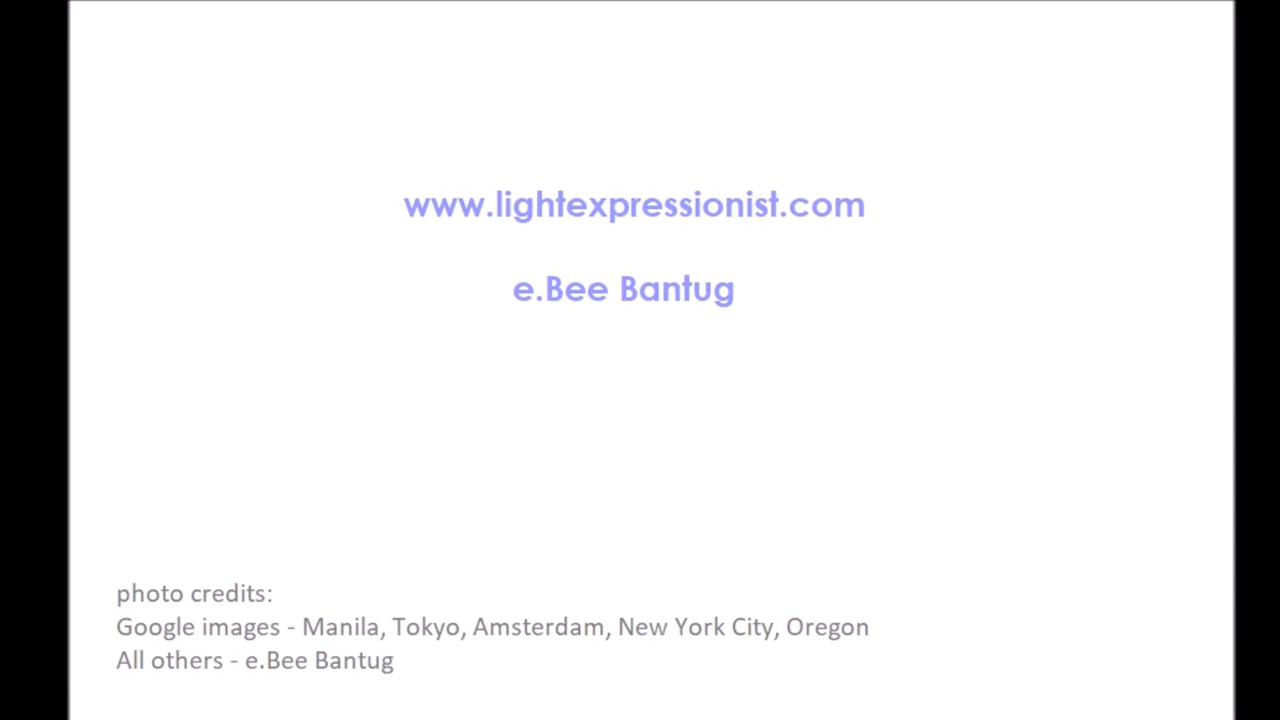 www.lightexpressionist.com
e.Bee Bantug
photo credits:
Google images - Manila, Tokyo, Amsterdam, New York City, Oregon
All others - e.Bee Bantug